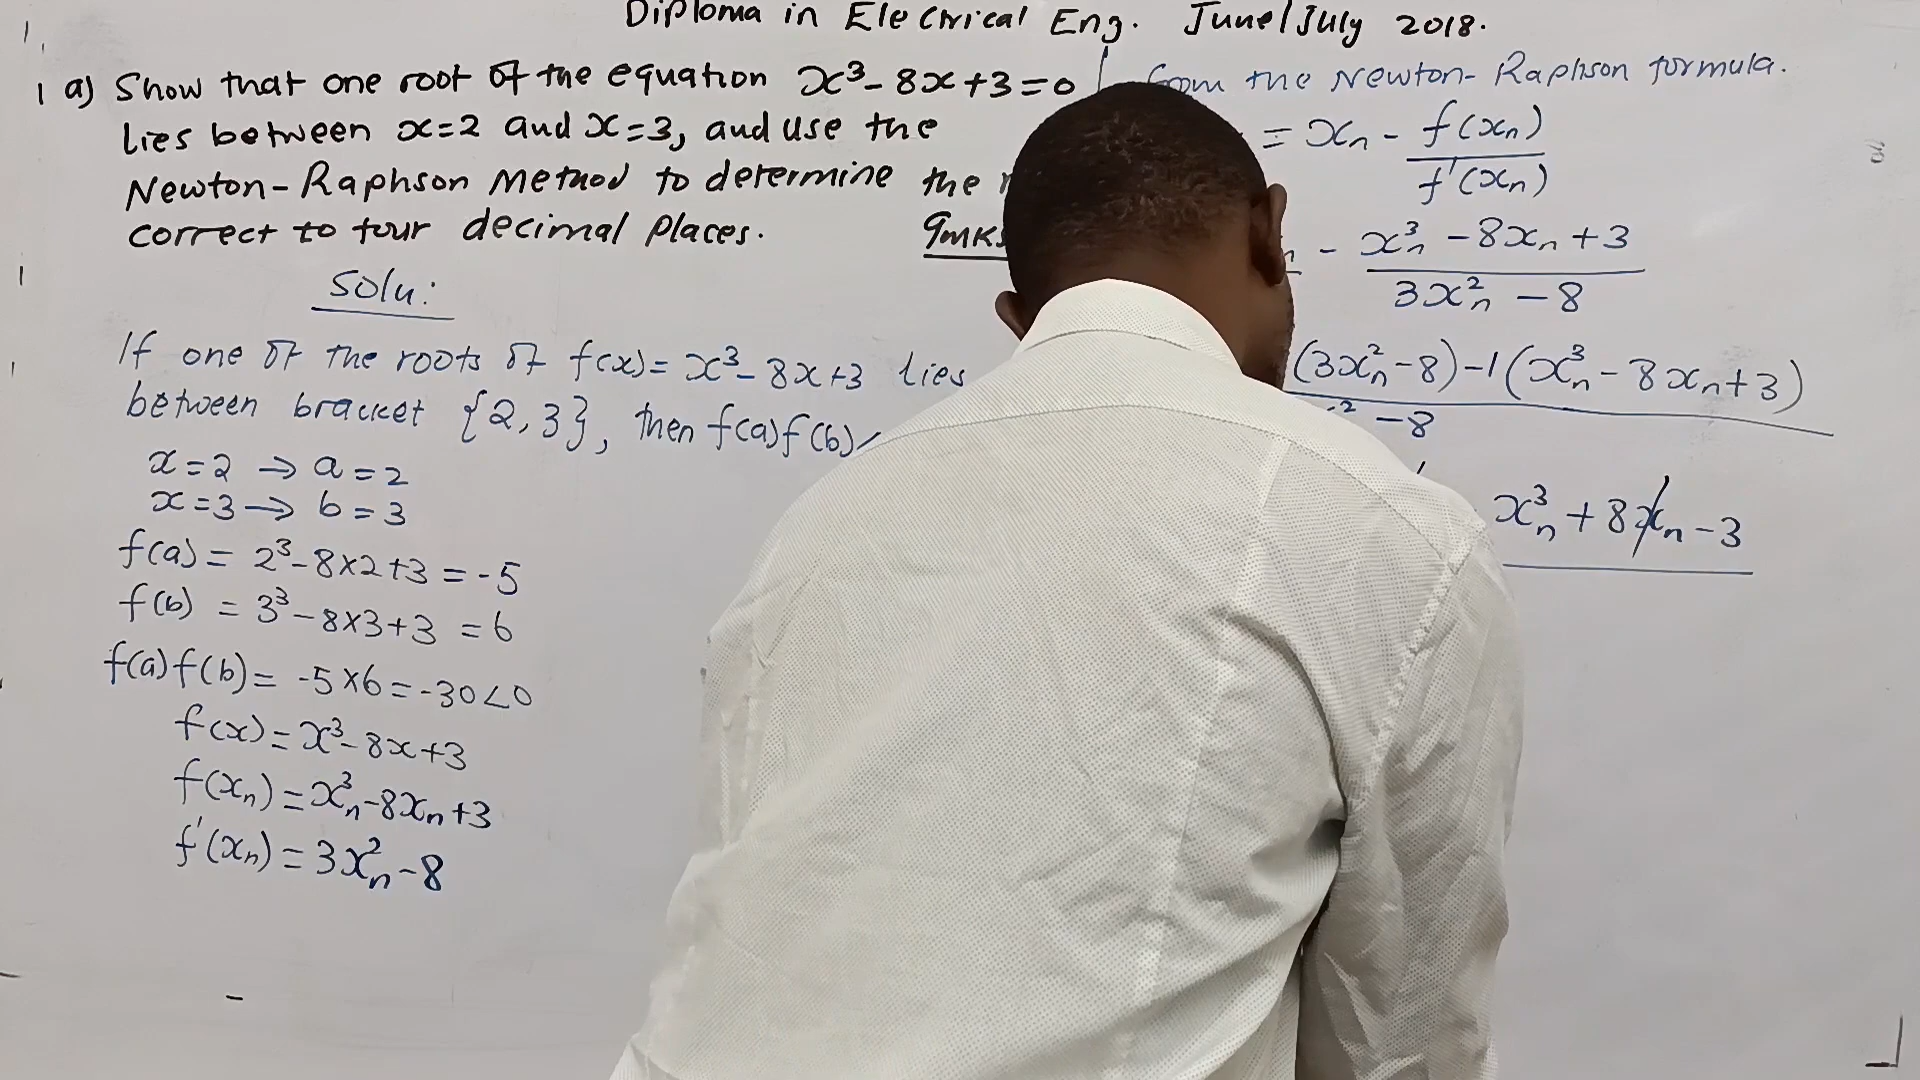 Diploma in Electrical Eng. June/July 2018.
1 a) Show that one root of the equation x³-8x+3=0
lies between x=2 and x=3, and use the
Newton-Raphson Method to determine the
correct to four decimal places. 9mks
Solu:
If one of the roots of f(x)= x³-8x+3 lies
between bracket {2,3}, then f(a)f(b)<
x=2 → a=2
x=3 → b=3
f(a)= 2³-8×2+3 = -5
f(b) = 3³-8×3+3 = 6
f(a)f(b)= -5×6=-30<0
f(x)=x³-8x+3
f(xₙ)=xₙ³-8xₙ+3
f'(xₙ)=3xₙ²-8
from the Newton-Raphson formula.
= xₙ - f(xₙ)
f'(xₙ)
- xₙ³-8xₙ+3
3xₙ²-8
(3xₙ²-8)-1(xₙ³-8xₙ+3)
²-8
xₙ³+8xₙ-3